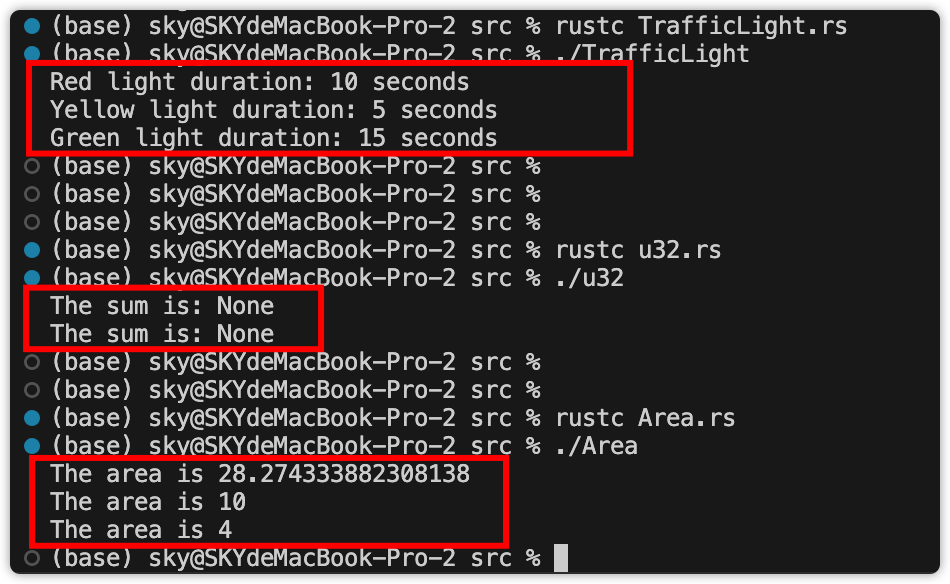 (base) sky@SKYdeMacBook-Pro-2 src % rustc TrafficLight.rs
(base) sky@SKYdeMacBook-Pro-2 src % ./TrafficLight
Red light duration: 10 seconds
Yellow light duration: 5 seconds
Green light duration: 15 seconds
(base) sky@SKYdeMacBook-Pro-2 src %
(base) sky@SKYdeMacBook-Pro-2 src %
(base) sky@SKYdeMacBook-Pro-2 src %
(base) sky@SKYdeMacBook-Pro-2 src % rustc u32.rs
(base) sky@SKYdeMacBook-Pro-2 src % ./u32
The sum is: None
The sum is: None
(base) sky@SKYdeMacBook-Pro-2 src %
(base) sky@SKYdeMacBook-Pro-2 src %
(base) sky@SKYdeMacBook-Pro-2 src % rustc Area.rs
(base) sky@SKYdeMacBook-Pro-2 src % ./Area
The area is 28.274333882308138
The area is 10
The area is 4
(base) sky@SKYdeMacBook-Pro-2 src %